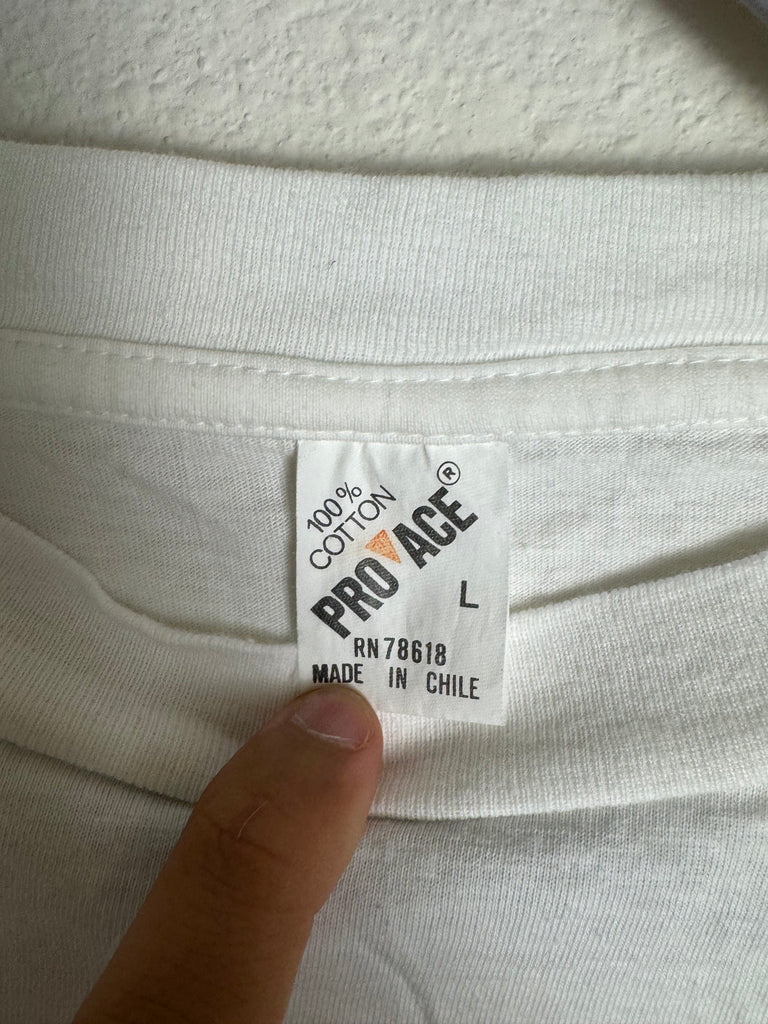 100%
COTTON
PRO ACE®
L
RN 78618
MADE IN CHILE